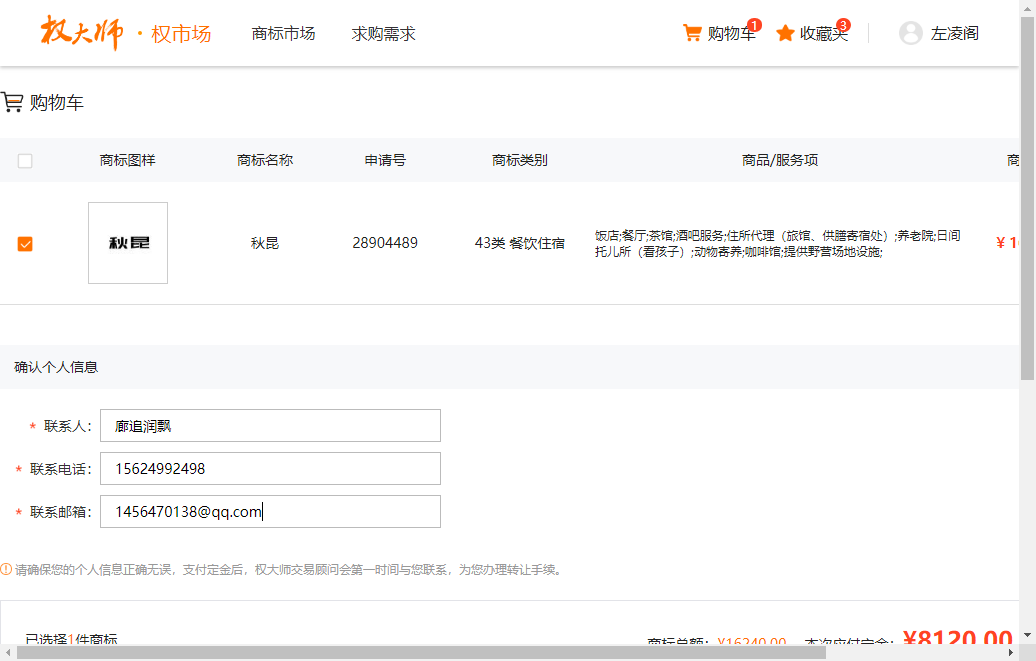 权大师 · 权市场 商标市场 求购需求 购物车 1 收藏夹 3 左凌阁
购物车
商标图样 商标名称 申请号 商标类别 商品/服务项 商
秋昆 秋昆 28904489 43类 餐饮住宿 饭店;餐厅;茶馆;酒吧服务;住所代理（旅馆、供膳寄宿处）;养老院;日间 ¥ 1
托儿所（看孩子）;动物寄养;咖啡馆;提供野营场地设施;
确认个人信息
* 联系人: 廊追润飘
* 联系电话: 15624992498
* 联系邮箱: 1456470138@qq.com
请确保您的个人信息正确无误，支付定金后，权大师交易顾问会第一时间与您联系，为您办理转让手续。
已选择1件商标 商标总额: ¥16240.00 本次应付定金: ¥8120.00